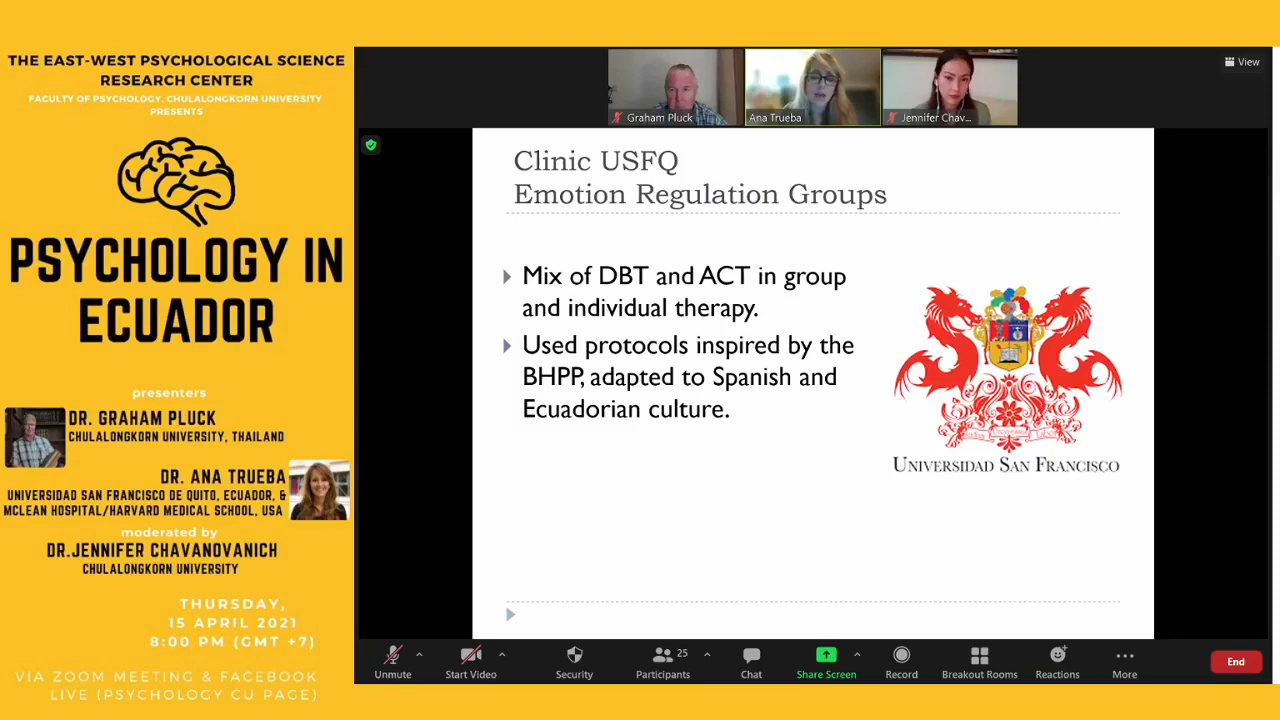 THE EAST-WEST PSYCHOLOGICAL SCIENCE
RESEARCH CENTER
FACULTY OF PSYCHOLOGY, CHULALONGKORN UNIVERSITY
PRESENTS
PSYCHOLOGY IN
ECUADOR
presenters
DR. GRAHAM PLUCK
CHULALONGKORN UNIVERSITY, THAILAND
DR. ANA TRUEBA
UNIVERSIDAD SAN FRANCISCO DE QUITO, ECUADOR, &
MCLEAN HOSPITAL/HARVARD MEDICAL SCHOOL, USA
moderated by
DR.JENNIFER CHAVANOVANICH
CHULALONGKORN UNIVERSITY
THURSDAY,
15 APRIL 2021
8:00 PM (GMT +7)
VIA ZOOM MEETING & FACEBOOK
LIVE (PSYCHOLOGY CU PAGE)
Graham Pluck
Ana Trueba
Jennifer Chav...
View
Clinic USFQ
Emotion Regulation Groups
Mix of DBT and ACT in group
and individual therapy.
Used protocols inspired by the
BHPP, adapted to Spanish and
Ecuadorian culture.
UNIVERSIDAD SAN FRANCISCO
Unmute
Start Video
Security
25
Participants
Chat
Share Screen
Record
Breakout Rooms
Reactions
More
End